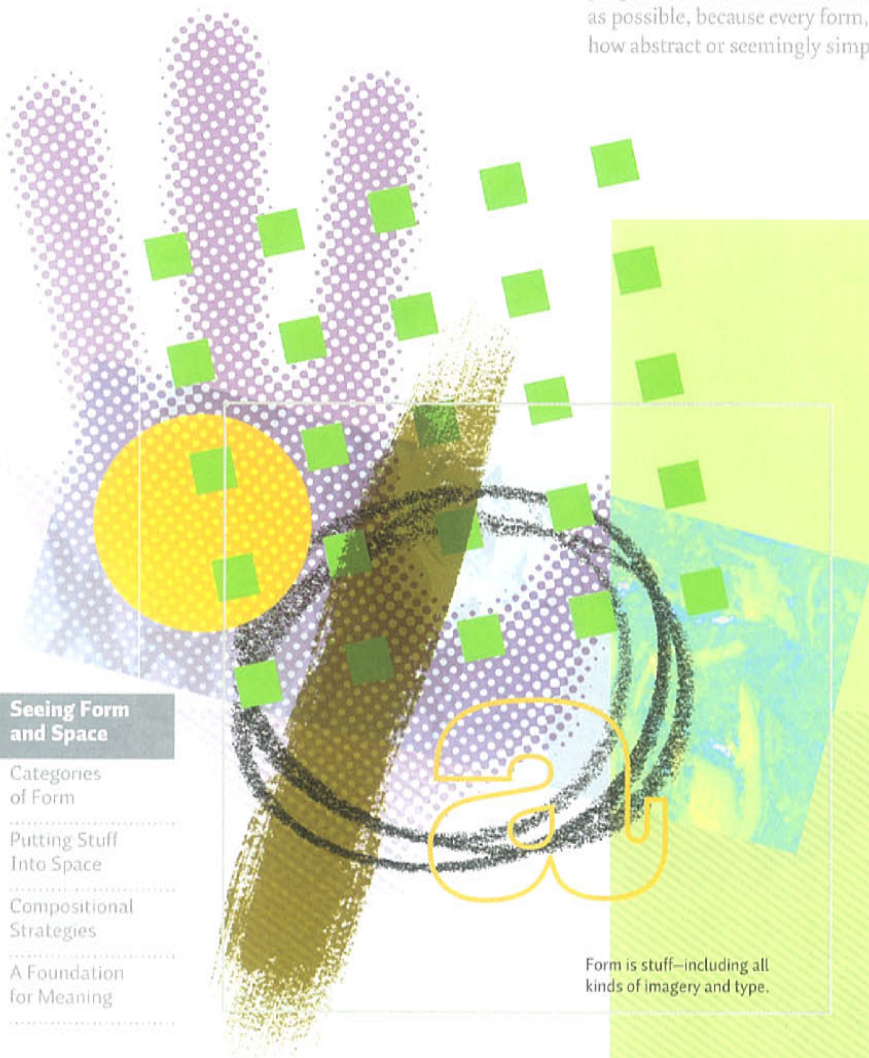 as possible, because every form,
how abstract or seemingly
Seeing Form
and Space
Categories
of Form
Putting Stuff
Into Space
Compositional
Strategies
A Foundation
for Meaning
a
Form is stuff—including all
kinds of imagery and type.